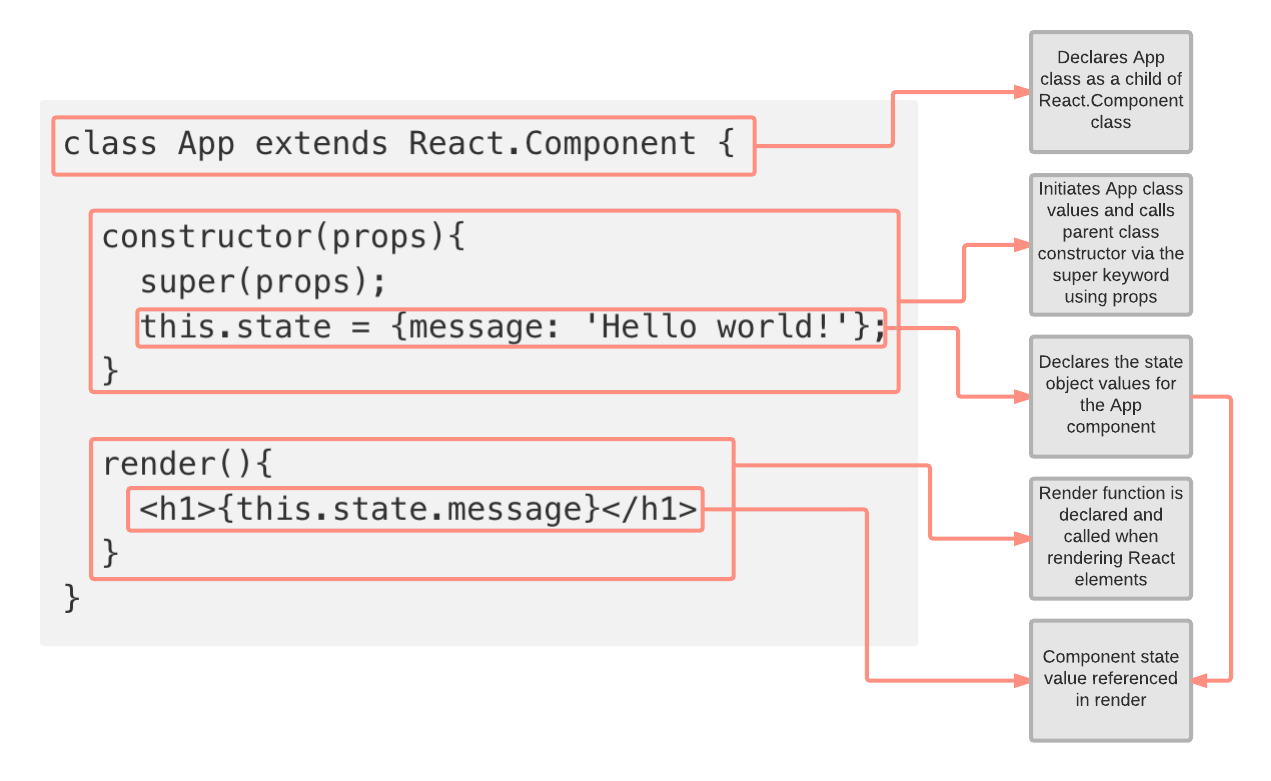 class App extends React.Component {
constructor(props){
super(props);
this.state = {message: 'Hello world!'};
}
render(){
<h1>{this.state.message}</h1>
}
}
Declares App
class as a child of
React.Component
class
Initiates App class
values and calls
parent class
constructor via the
super keyword
using props
Declares the state
object values for
the App
component
Render function is
declared and
called when
rendering React
elements
Component state
value referenced
in render